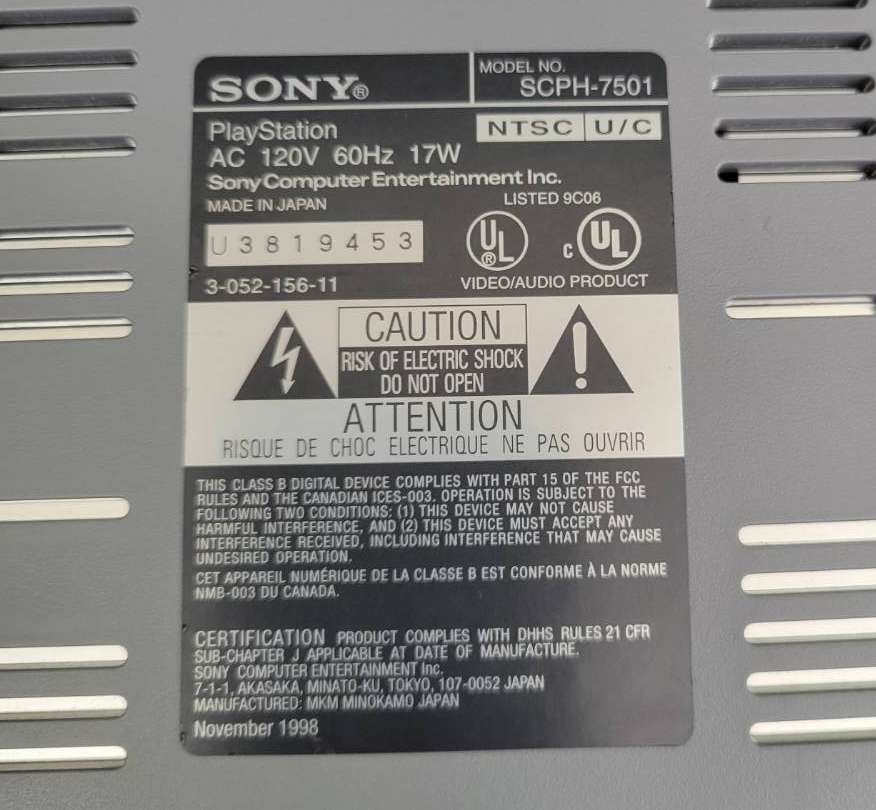 SONY®
MODEL NO.
SCPH-7501
PlayStation
NTSC U/C
AC 120V 60Hz 17W
Sony Computer Entertainment Inc.
MADE IN JAPAN
LISTED 9C06
U3819453
UL ® C UL
3-052-156-11
VIDEO/AUDIO PRODUCT
CAUTION
RISK OF ELECTRIC SHOCK
DO NOT OPEN
ATTENTION
RISQUE DE CHOC ELECTRIQUE NE PAS OUVRIR
THIS CLASS B DIGITAL DEVICE COMPLIES WITH PART 15 OF THE FCC
RULES AND THE CANADIAN ICES-003. OPERATION IS SUBJECT TO THE
FOLLOWING TWO CONDITIONS: (1) THIS DEVICE MAY NOT CAUSE
HARMFUL INTERFERENCE, AND (2) THIS DEVICE MUST ACCEPT ANY
INTERFERENCE RECEIVED, INCLUDING INTERFERENCE THAT MAY CAUSE
UNDESIRED OPERATION.
CET APPAREIL NUMÉRIQUE DE LA CLASSE B EST CONFORME À LA NORME
NMB-003 DU CANADA.
CERTIFICATION PRODUCT COMPLIES WITH DHHS RULES 21 CFR
SUB-CHAPTER J APPLICABLE AT DATE OF MANUFACTURE.
SONY COMPUTER ENTERTAINMENT Inc.
7-1-1, AKASAKA, MINATO-KU, TOKYO, 107-0052 JAPAN
MANUFACTURED: MKM MINOKAMO JAPAN
November 1998